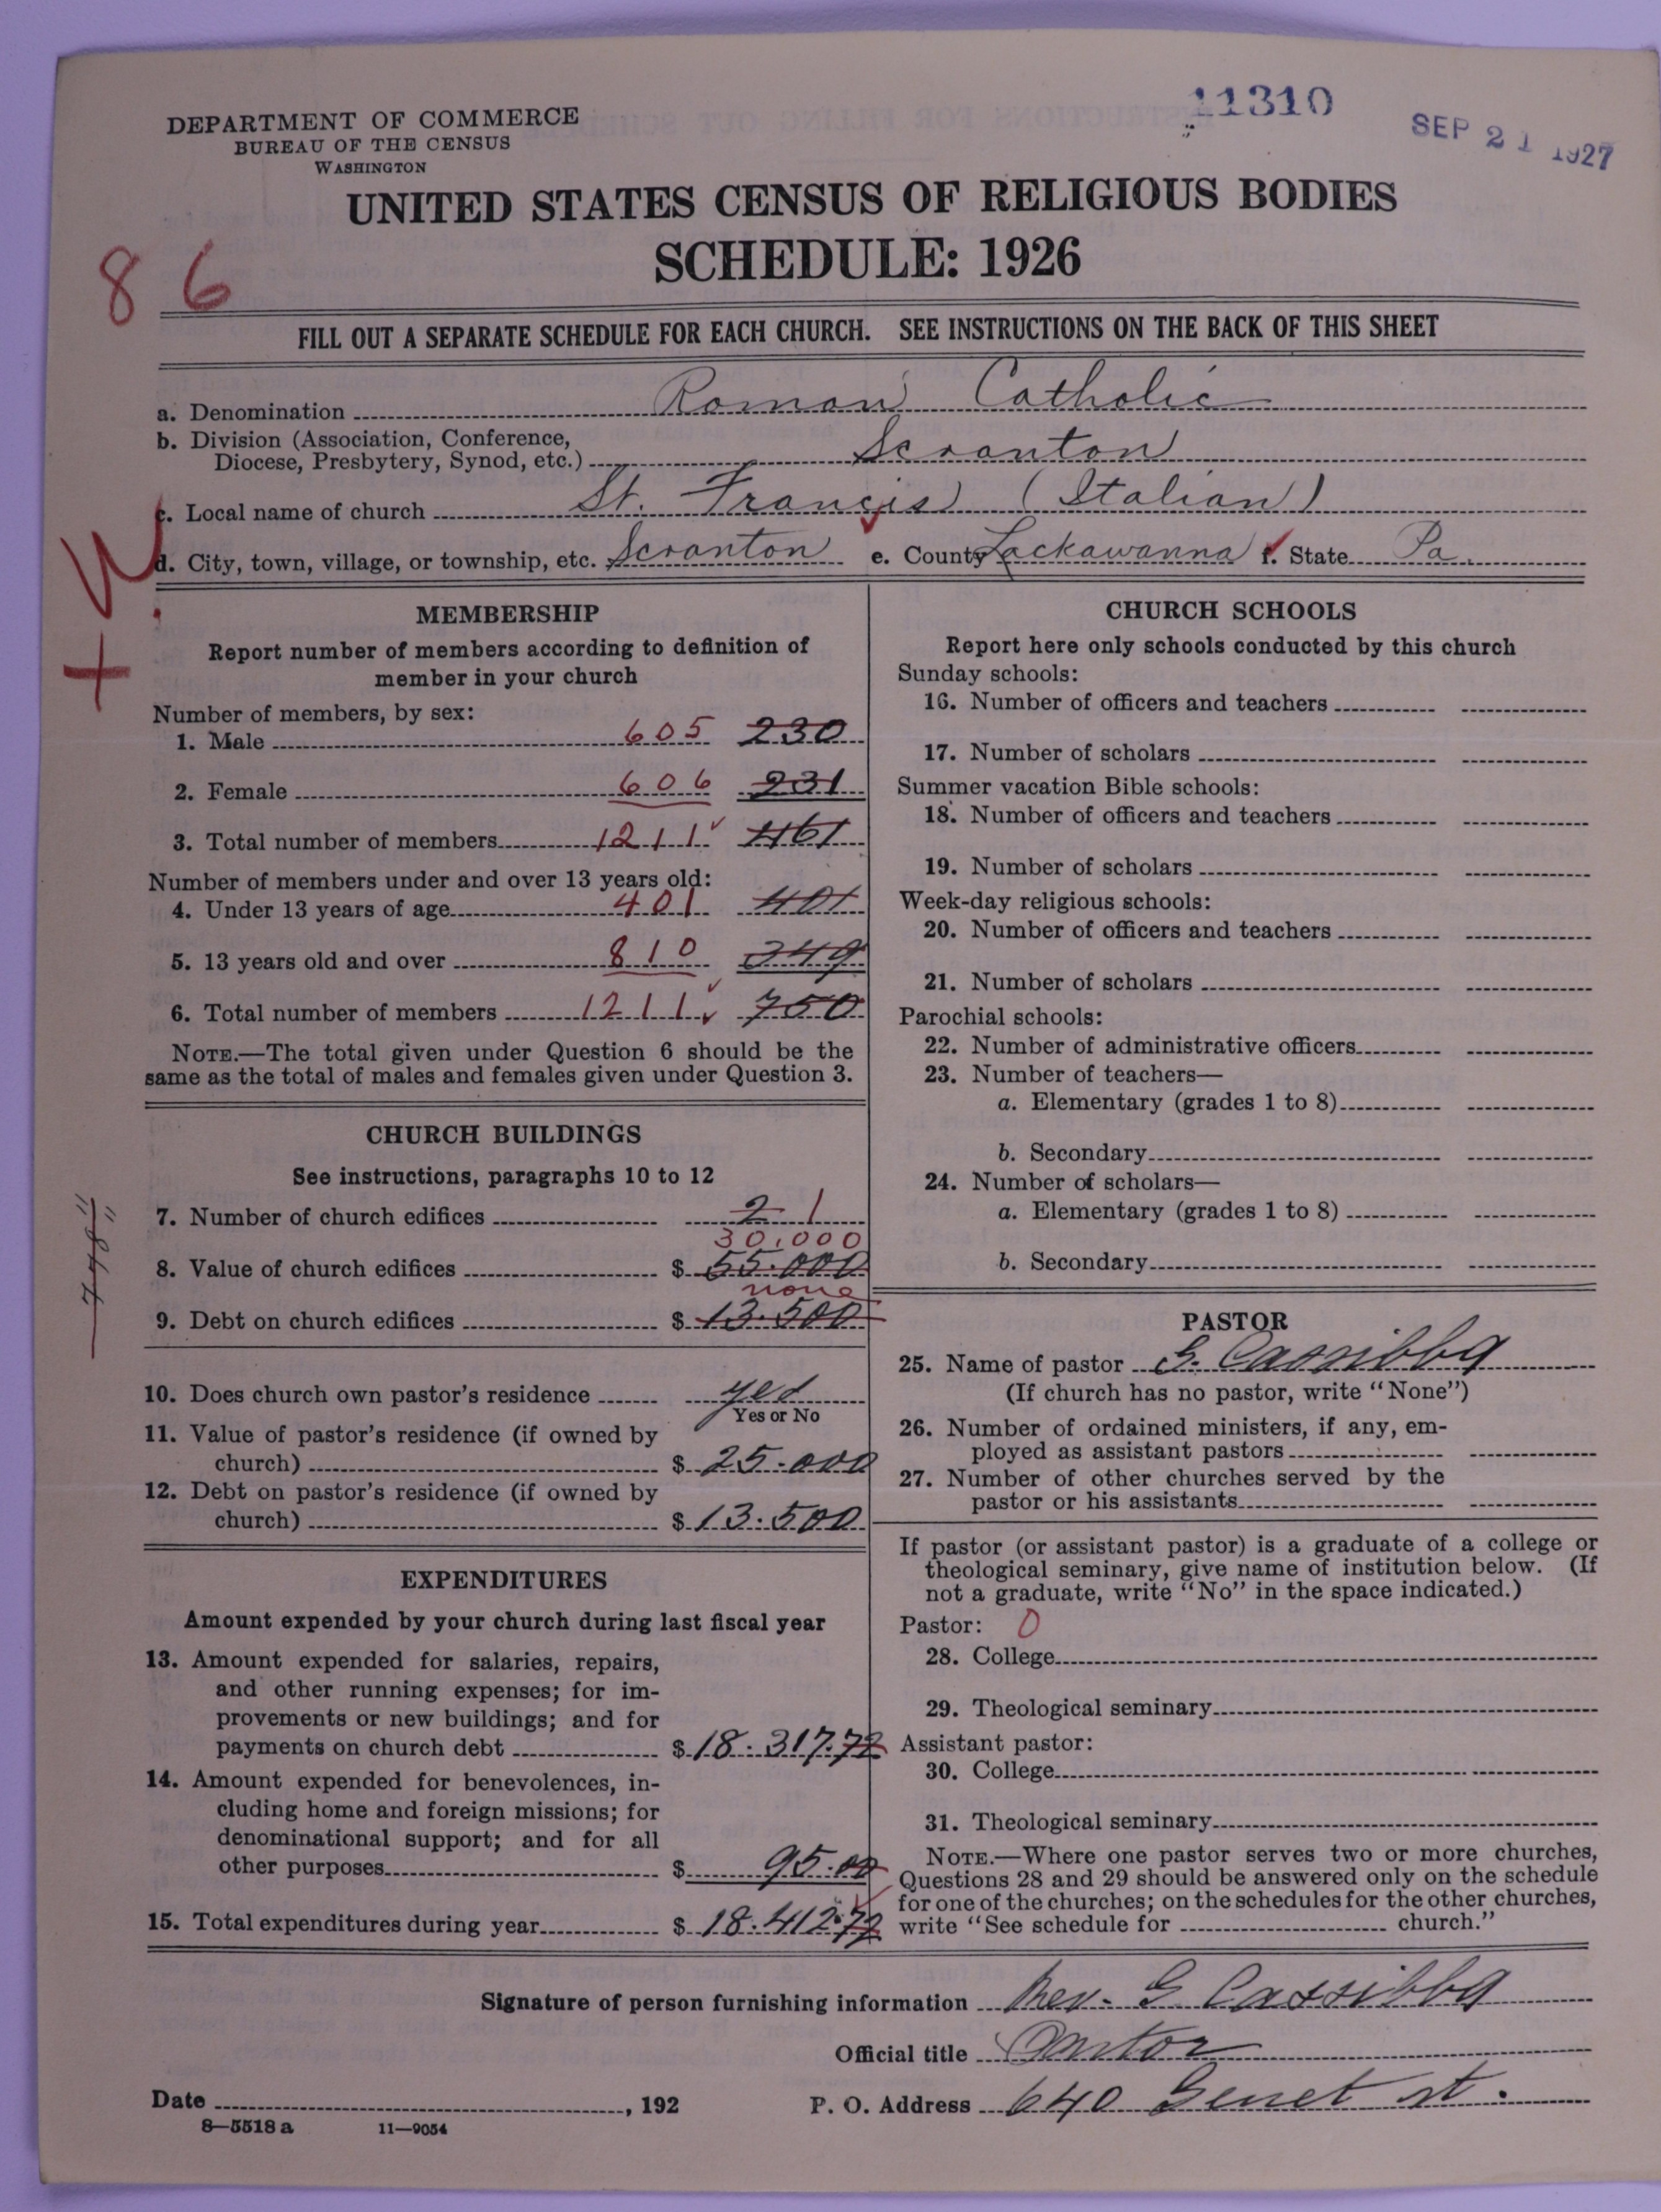 11310
SEP 21 1927
DEPARTMENT OF COMMERCE
BUREAU OF THE CENSUS
WASHINGTON
UNITED STATES CENSUS OF RELIGIOUS BODIES
SCHEDULE: 1926
86
FILL OUT A SEPARATE SCHEDULE FOR EACH CHURCH. SEE INSTRUCTIONS ON THE BACK OF THIS SHEET
a. Denomination Roman Catholic
b. Division (Association, Conference,
Diocese, Presbytery, Synod, etc.) Scranton
c. Local name of church St. Francis (Italian)
d. City, town, village, or township, etc. Scranton e. County Lackawanna f. State Pa.
W
+
MEMBERSHIP
Report number of members according to definition of
member in your church
Number of members, by sex:
1. Male 605 230
2. Female 606 231
3. Total number of members 1211 461
Number of members under and over 13 years old:
4. Under 13 years of age 401 401
5. 13 years old and over 810 349
6. Total number of members 1211 750
NOTE.—The total given under Question 6 should be the
same as the total of males and females given under Question 3.
CHURCH BUILDINGS
See instructions, paragraphs 10 to 12
7. Number of church edifices 2 1
30,000
8. Value of church edifices $ 55.000
none
9. Debt on church edifices $ 13.500
10. Does church own pastor's residence yes
Yes or No
11. Value of pastor's residence (if owned by
church) $ 25.000
12. Debt on pastor's residence (if owned by
church) $ 13.500
EXPENDITURES
Amount expended by your church during last fiscal year
13. Amount expended for salaries, repairs,
and other running expenses; for im-
provements or new buildings; and for
payments on church debt $ 18.317.72
14. Amount expended for benevolences, in-
cluding home and foreign missions; for
denominational support; and for all
other purposes $ 95.00
15. Total expenditures during year $ 18.412.72
CHURCH SCHOOLS
Report here only schools conducted by this church
Sunday schools:
16. Number of officers and teachers
17. Number of scholars
Summer vacation Bible schools:
18. Number of officers and teachers
19. Number of scholars
Week-day religious schools:
20. Number of officers and teachers
21. Number of scholars
Parochial schools:
22. Number of administrative officers
23. Number of teachers—
a. Elementary (grades 1 to 8)
b. Secondary
24. Number of scholars—
a. Elementary (grades 1 to 8)
b. Secondary
PASTOR
25. Name of pastor G. Cassibba
(If church has no pastor, write "None")
26. Number of ordained ministers, if any, em-
ployed as assistant pastors
27. Number of other churches served by the
pastor or his assistants
If pastor (or assistant pastor) is a graduate of a college or
theological seminary, give name of institution below. (If
not a graduate, write "No" in the space indicated.)
Pastor: 0
28. College
29. Theological seminary
Assistant pastor:
30. College
31. Theological seminary
NOTE.—Where one pastor serves two or more churches,
Questions 28 and 29 should be answered only on the schedule
for one of the churches; on the schedules for the other churches,
write "See schedule for church."
Signature of person furnishing information Rev. G Cassibba
Official title Pastor
Date , 192 P. O. Address 640 Genet st.
8—5518 a 11—9054